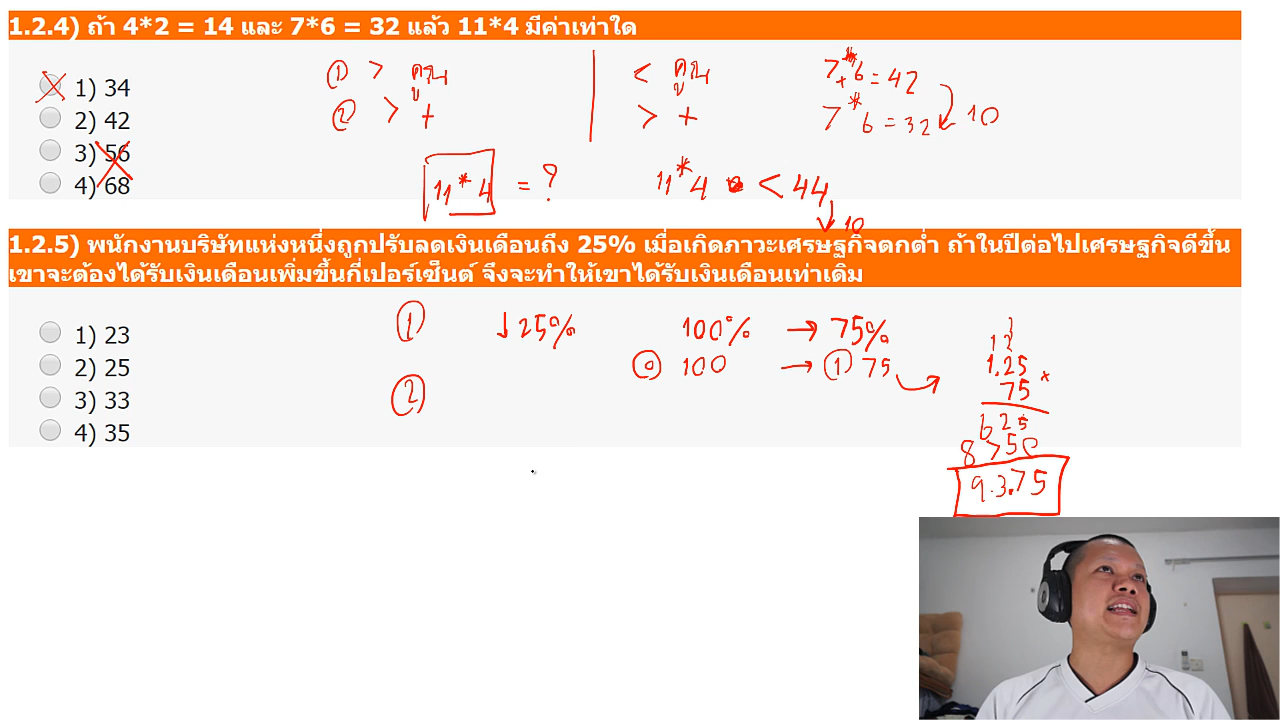 1.2.4) ถ้า 4*2 = 14 และ 7*6 = 32 แล้ว 11*4 มีค่าเท่าใด
1) 34
2) 42
3) 56
4) 68
① > คูณ
② > +
< คูณ
> +
7*6 = 42
7*6 = 32
10
11*4 = ?
11*4 < 44
10
1.2.5) พนักงานบริษัทแห่งหนึ่งถูกปรับลดเงินเดือนถึง 25% เมื่อเกิดภาวะเศรษฐกิจตกต่ำ ถ้าในปีต่อไปเศรษฐกิจดีขึ้น
เขาจะต้องได้รับเงินเดือนเพิ่มขึ้นกี่เปอร์เซ็นต์ จึงจะทำให้เขาได้รับเงินเดือนเท่าเดิม
1) 23
2) 25
3) 33
4) 35
① ↓25% 100% → 75%
⓪ 100 → ① 75
②
1 2
1.25
75 ×
625
8750
93.75